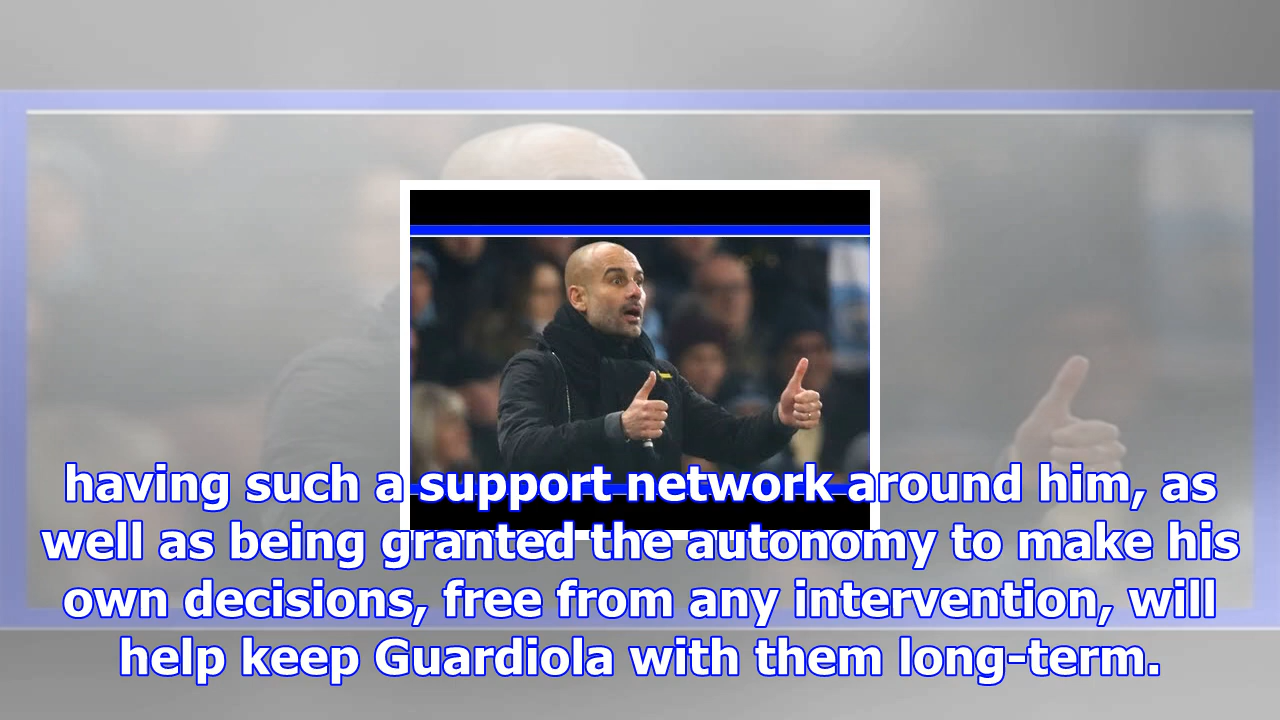 having such a support network around him, as
well as being granted the autonomy to make his
own decisions, free from any intervention, will
help keep Guardiola with them long-term.